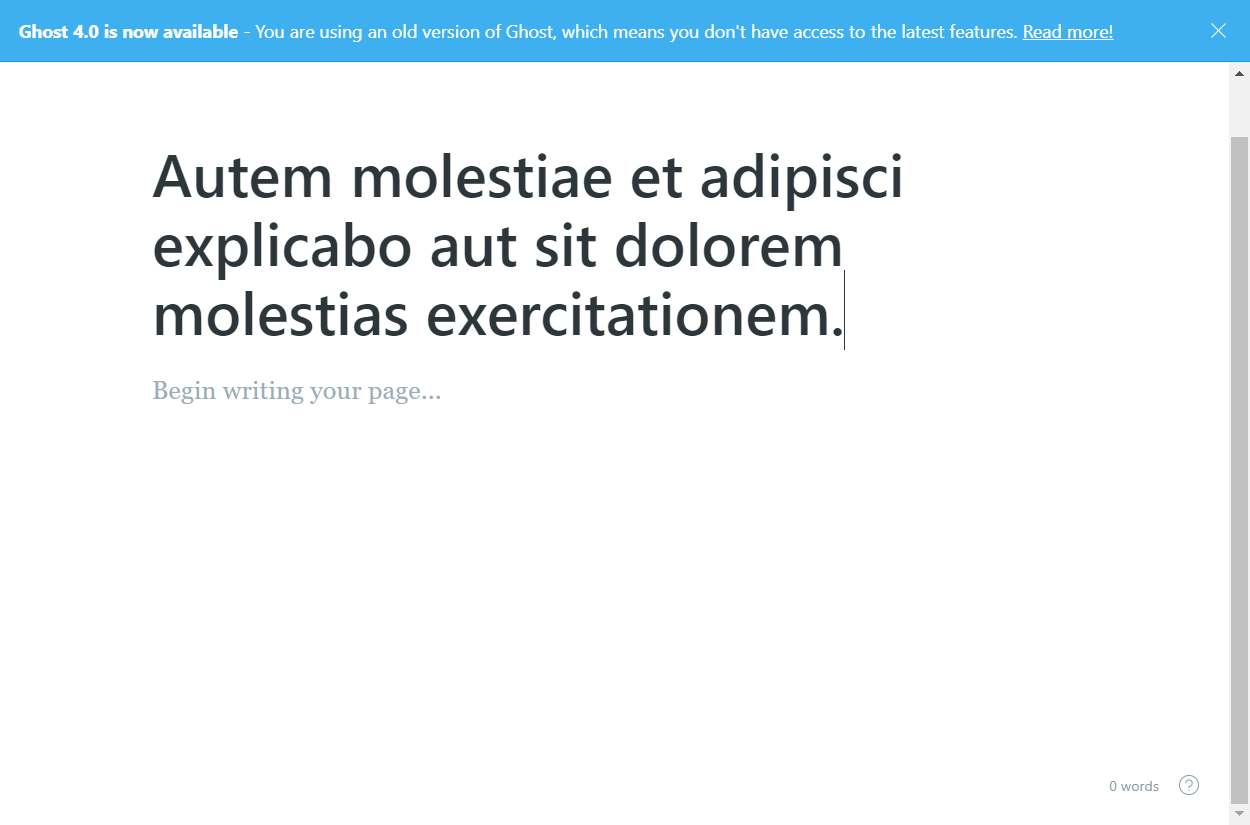 Ghost 4.0 is now available - You are using an old version of Ghost, which means you don't have access to the latest features. Read more!
Autem molestiae et adipisci
explicabo aut sit dolorem
molestias exercitationem.
Begin writing your page...
0 words
?